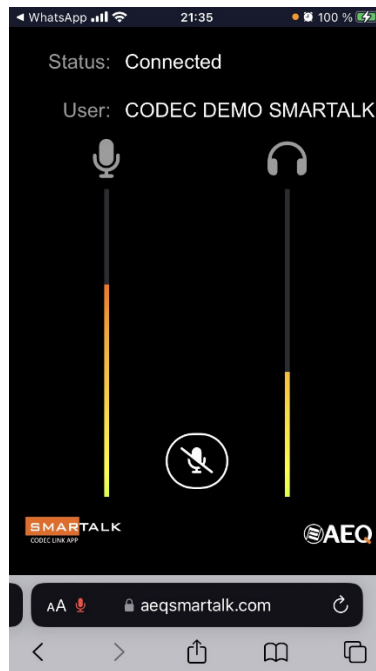 ◄ WhatsApp 21:35 100 %
Status: Connected
User: CODEC DEMO SMARTALK
SMARTALK
CODEC LINK APP
AEQ
AA aeqsmartalk.com